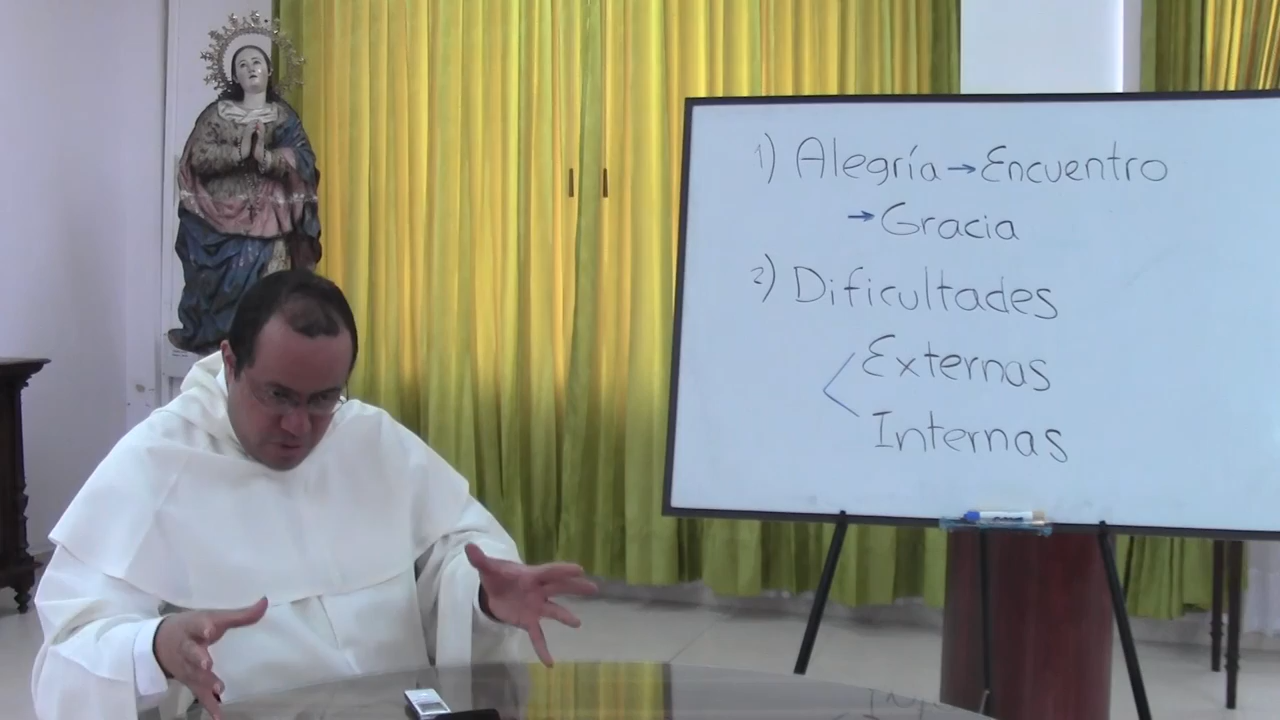 1) Alegría → Encuentro
→ Gracia
2) Dificultades
Externas
Internas